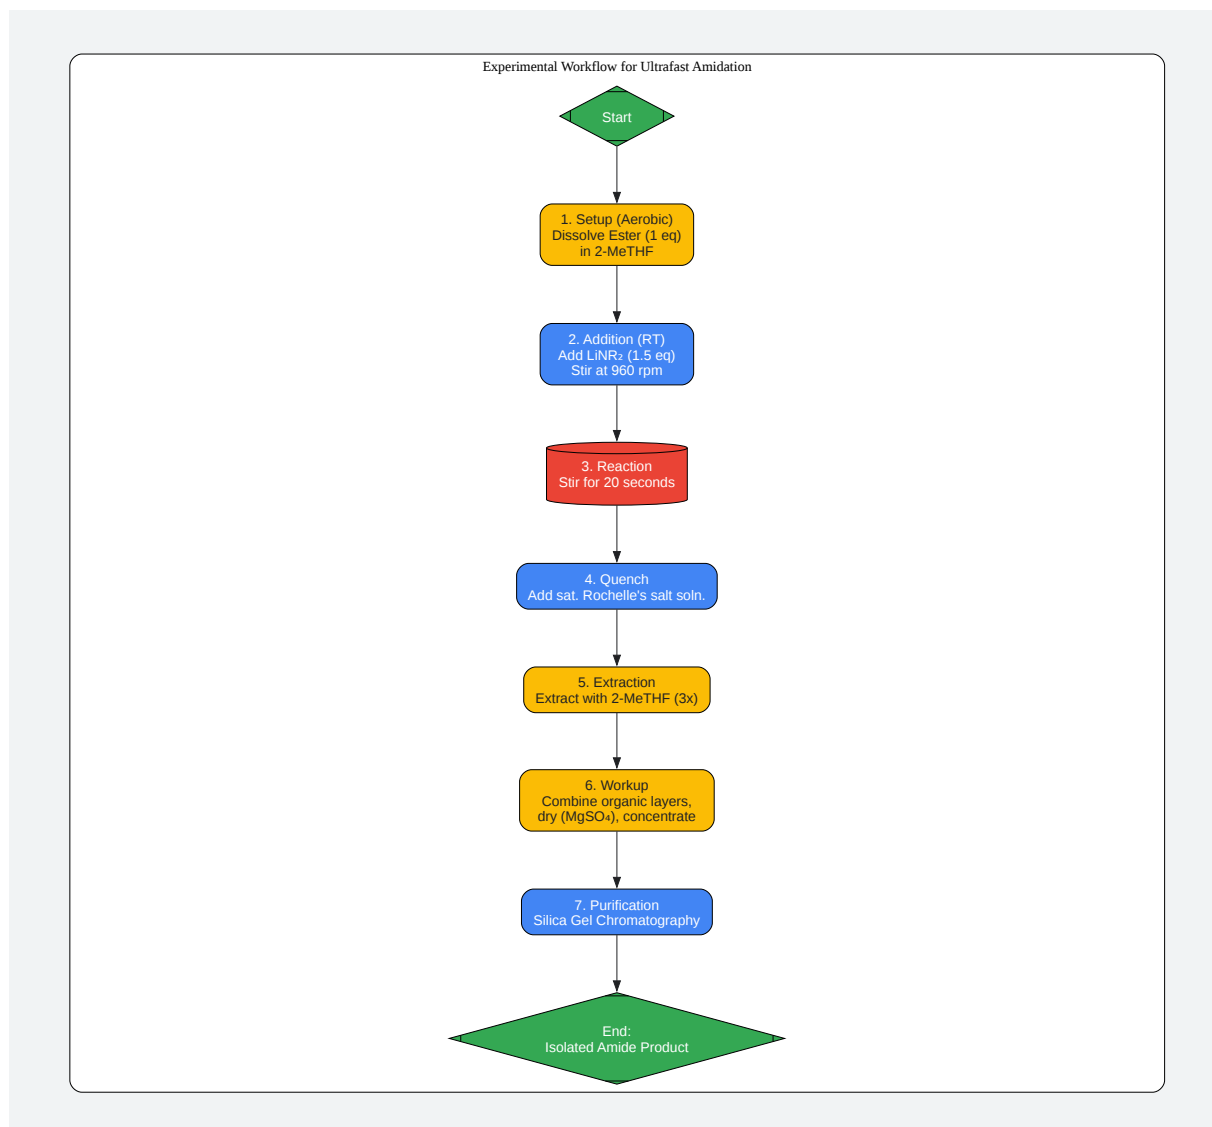 Experimental Workflow for Ultrafast Amidation
Start
1. Setup (Aerobic)
Dissolve Ester (1 eq)
in 2-MeTHF
2. Addition (RT)
Add LiNR₂ (1.5 eq)
Stir at 960 rpm
3. Reaction
Stir for 20 seconds
4. Quench
Add sat. Rochelle's salt soln.
5. Extraction
Extract with 2-MeTHF (3x)
6. Workup
Combine organic layers,
dry (MgSO₄), concentrate
7. Purification
Silica Gel Chromatography
End:
Isolated Amide Product